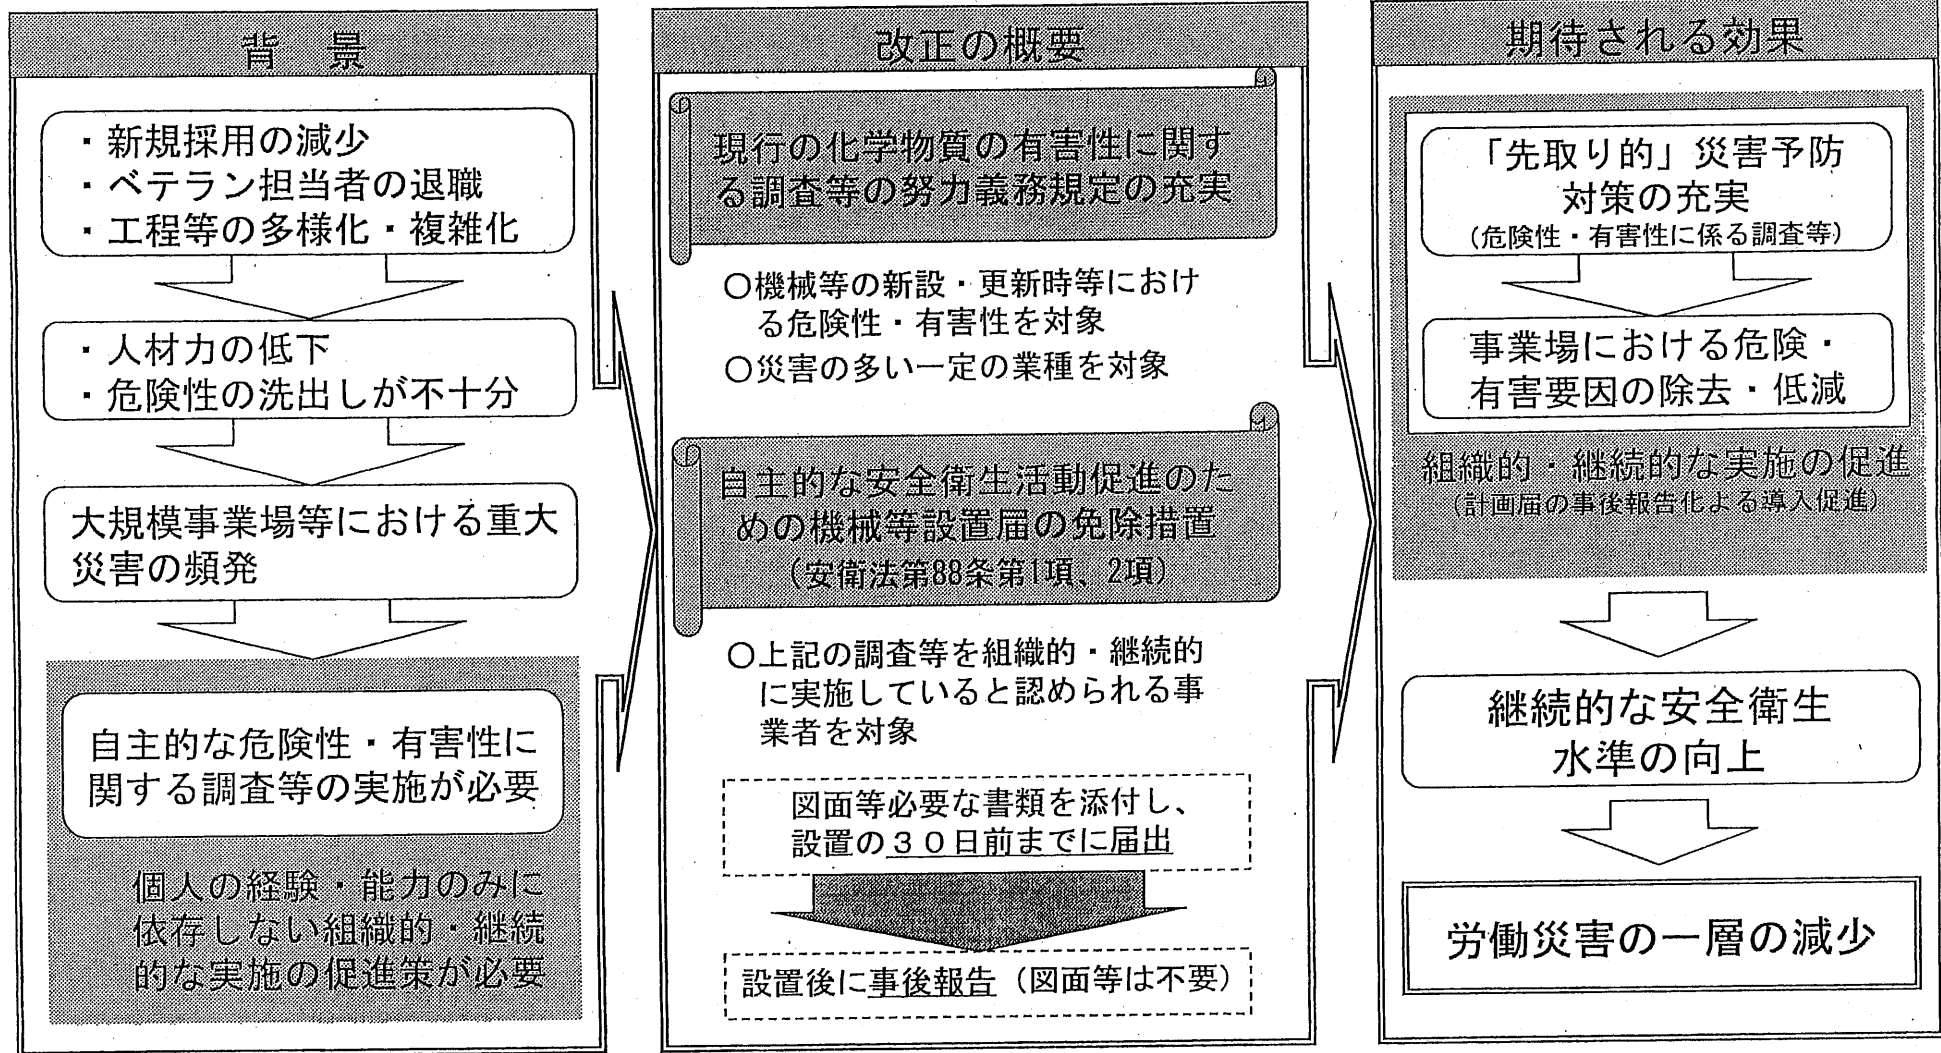 背 景
・新規採用の減少
・ベテラン担当者の退職
・工程等の多様化・複雑化
・人材力の低下
・危険性の洗出しが不十分
大規模事業場等における重大
災害の頻発
自主的な危険性・有害性に
関する調査等の実施が必要
個人の経験・能力のみに
依存しない組織的・継続
的な実施の促進策が必要
改正の概要
現行の化学物質の有害性に関す
る調査等の努力義務規定の充実
○機械等の新設・更新時等におけ
る危険性・有害性を対象
○災害の多い一定の業種を対象
自主的な安全衛生活動促進のた
めの機械等設置届の免除措置
(安衛法第88条第1項、2項)
○上記の調査等を組織的・継続的
に実施していると認められる事
業者を対象
図面等必要な書類を添付し、
設置の30日前までに届出
設置後に事後報告(図面等は不要)
期待される効果
「先取り的」災害予防
対策の充実
(危険性・有害性に係る調査等)
事業場における危険・
有害要因の除去・低減
組織的・継続的な実施の促進
(計画届の事後報告化による導入促進)
継続的な安全衛生
水準の向上
労働災害の一層の減少